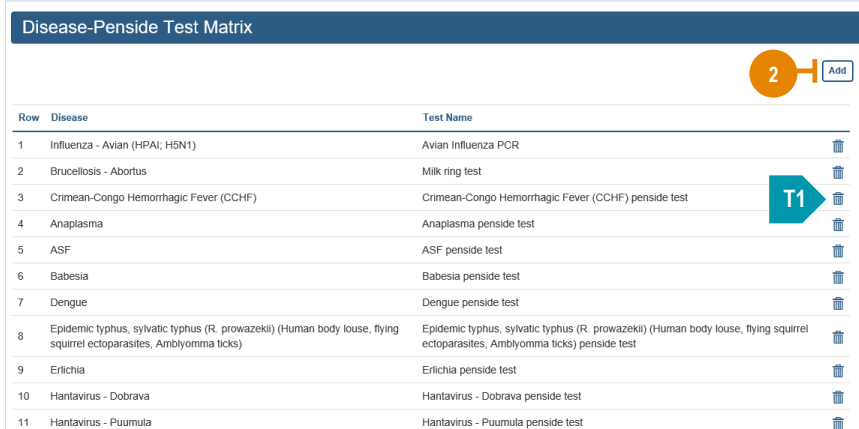 Disease-Penside Test Matrix
2
Add
Row Disease Test Name
1 Influenza - Avian (HPAI; H5N1) Avian Influenza PCR
2 Brucellosis - Abortus Milk ring test
3 Crimean-Congo Hemorrhagic Fever (CCHF) Crimean-Congo Hemorrhagic Fever (CCHF) penside test
T1
4 Anaplasma Anaplasma penside test
5 ASF ASF penside test
6 Babesia Babesia penside test
7 Dengue Dengue penside test
8 Epidemic typhus, sylvatic typhus (R. prowazekii) (Human body louse, flying
squirrel ectoparasites, Amblyomma ticks)
Epidemic typhus, sylvatic typhus (R. prowazekii) (Human body louse, flying squirrel
ectoparasites, Amblyomma ticks) penside test
9 Erlichia Erlichia penside test
10 Hantavirus - Dobrava Hantavirus - Dobrava penside test
11 Hantavirus - Puumula Hantavirus - Puumula penside test